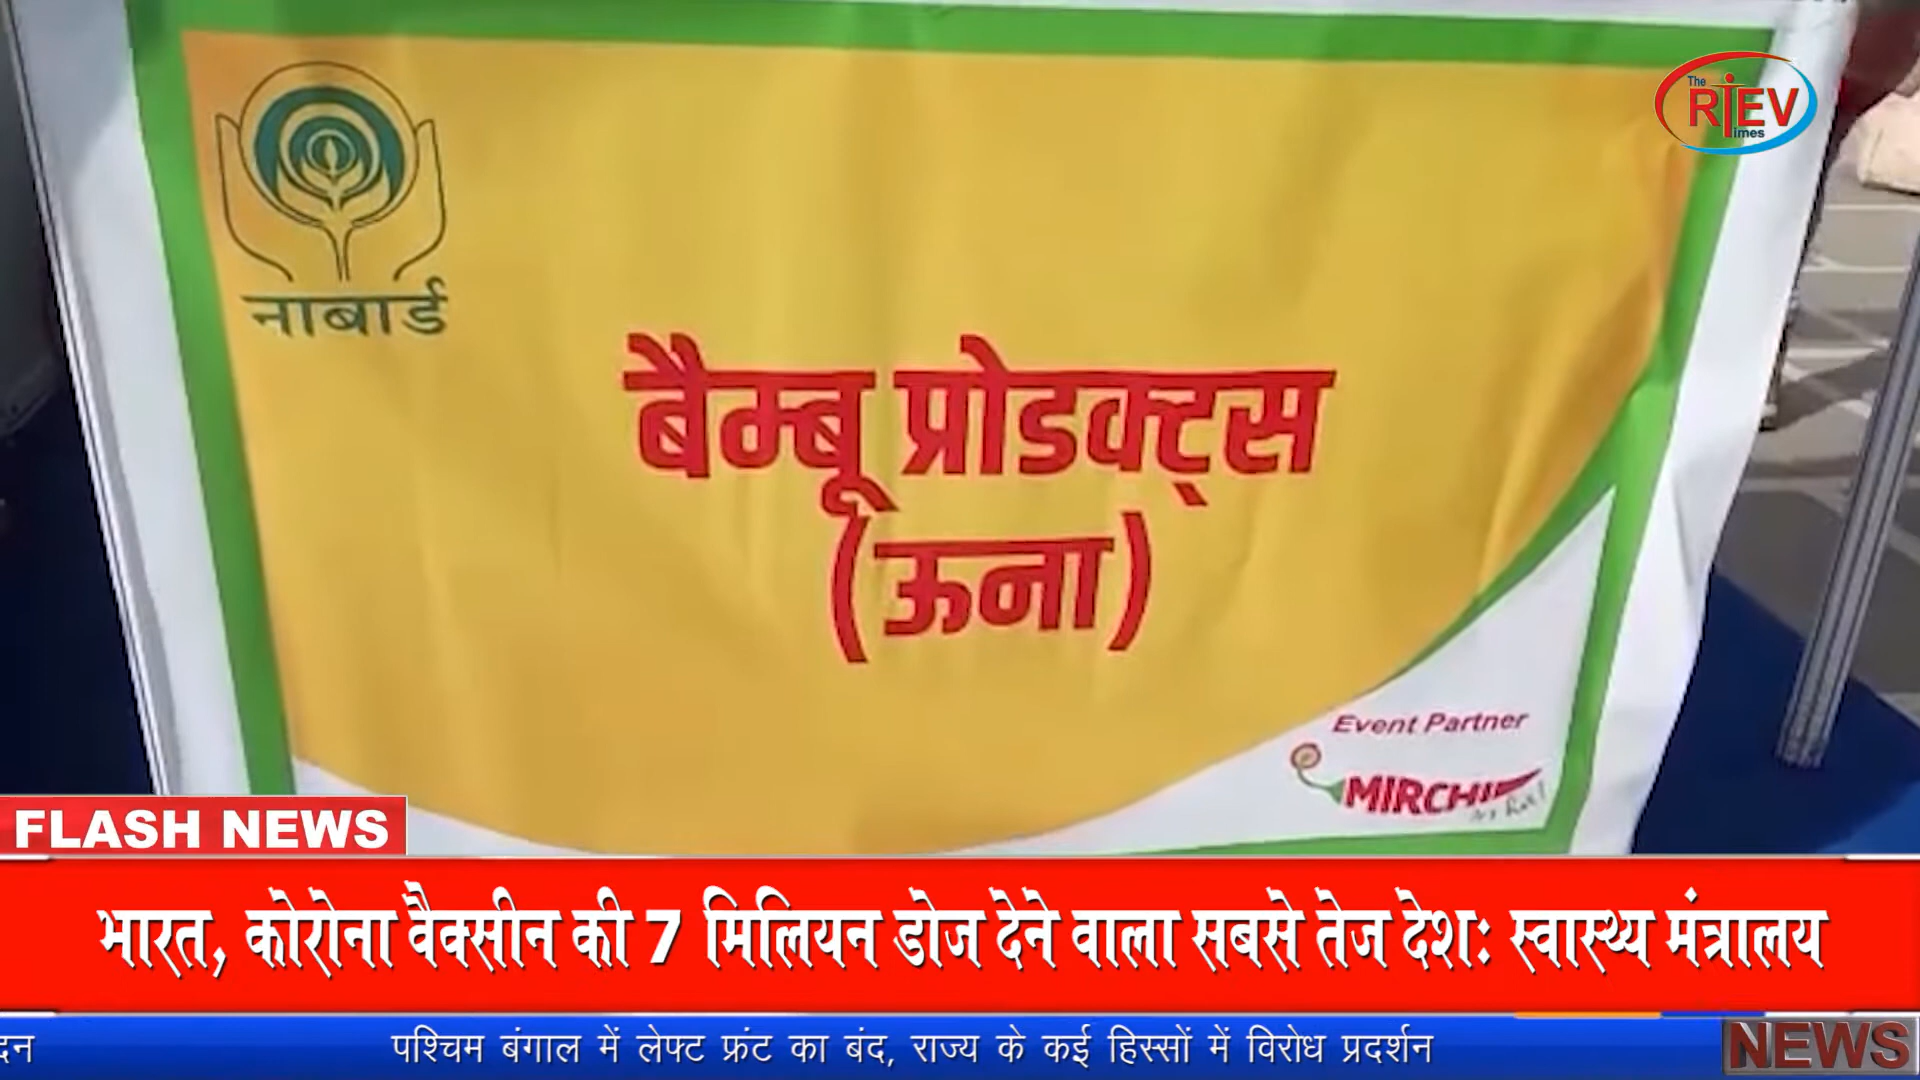 The
RTEV
imes
नाबार्ड
बैम्बू प्रोडक्ट्स
(ऊना)
Event Partner
MIRCHI
FLASH NEWS
भारत, कोरोना वैक्सीन की 7 मिलियन डोज देने वाला सबसे तेज देश: स्वास्थ्य मंत्रालय
दन पश्चिम बंगाल में लेफ्ट फ्रंट का बंद, राज्य के कई हिस्सों में विरोध प्रदर्शन
NEWS